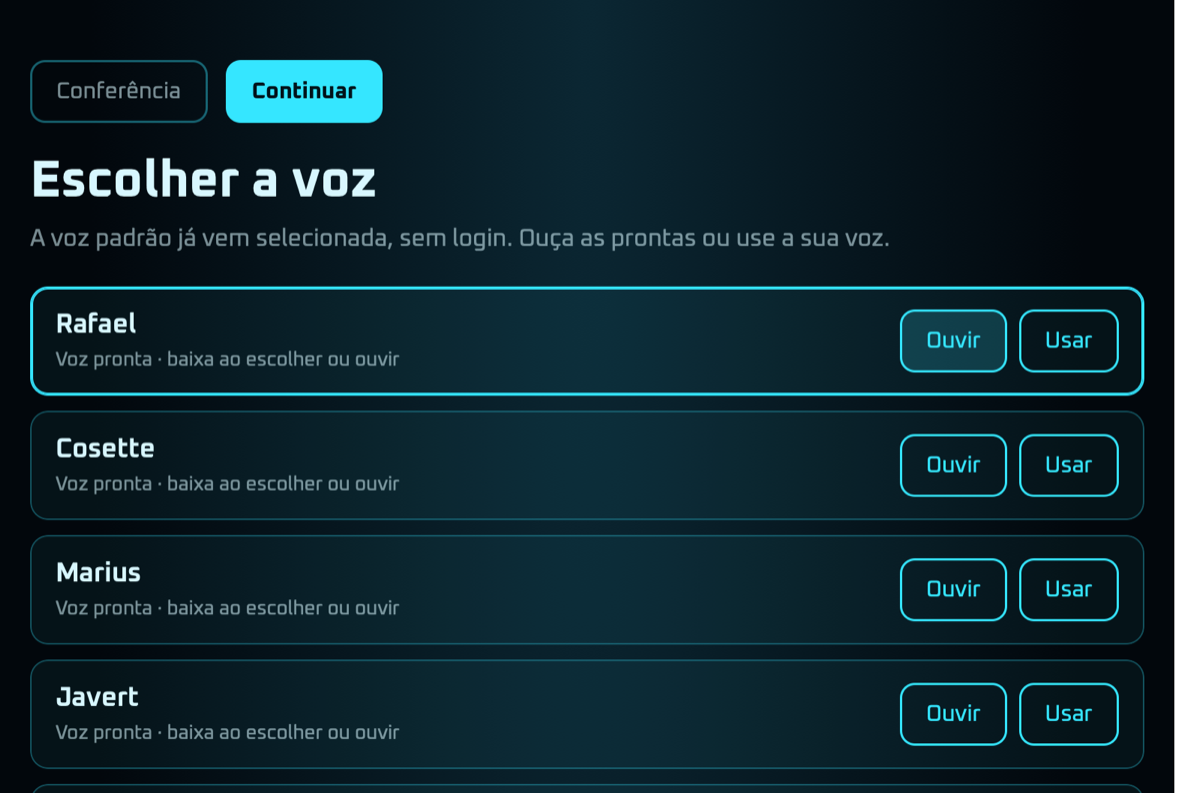 Conferência
Continuar
Escolher a voz
A voz padrão já vem selecionada, sem login. Ouça as prontas ou use a sua voz.
Rafael
Voz pronta · baixa ao escolher ou ouvir
Ouvir
Usar
Cosette
Voz pronta · baixa ao escolher ou ouvir
Ouvir
Usar
Marius
Voz pronta · baixa ao escolher ou ouvir
Ouvir
Usar
Javert
Voz pronta · baixa ao escolher ou ouvir
Ouvir
Usar